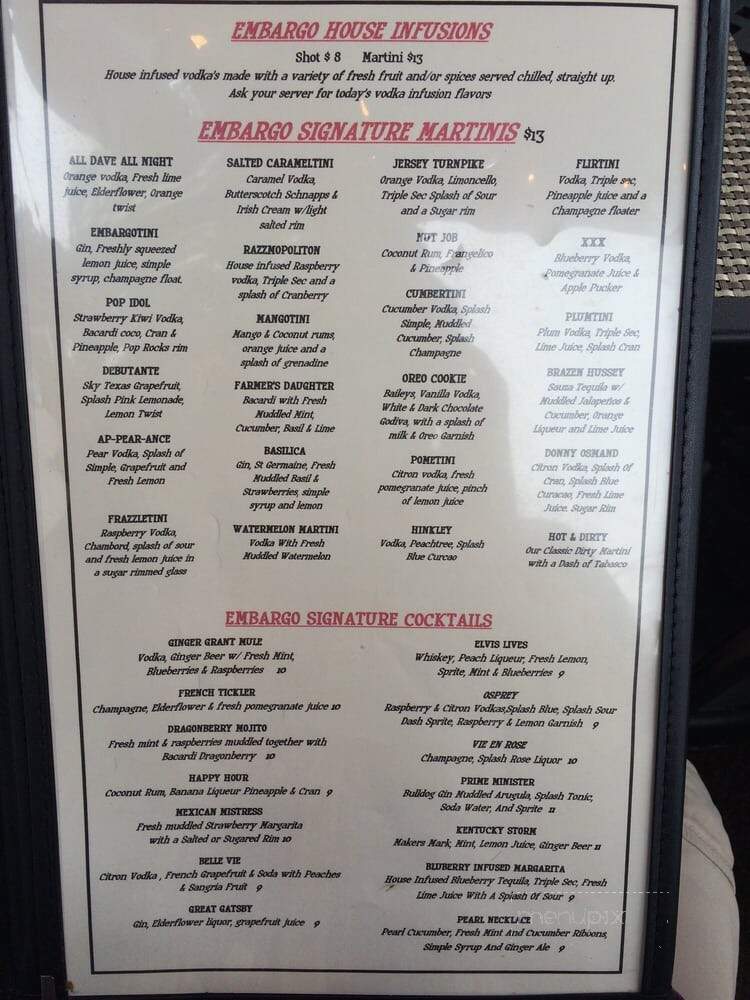 EMBARGO HOUSE INFUSIONS
Shot $ 8 Martini $13
House infused vodka's made with a variety of fresh fruit and/or spices served chilled, straight up.
Ask your server for today's vodka infusion flavors
EMBARGO SIGNATURE MARTINIS $13
ALL DAVE ALL NIGHT
Orange vodka, Fresh lime
juice, Elderflower, Orange
twist
EMBARGOTINI
Gin, Freshly squeezed
lemon juice, simple
syrup, champagne float.
POP IDOL
Strawberry Kiwi Vodka,
Bacardi coco, Cran &
Pineapple, Pop Rocks rim
DEBUTANTE
Sky Texas Grapefruit,
Splash Pink Lemonade,
Lemon Twist
AP-PEAR-ANCE
Pear Vodka, Splash of
Simple, Grapefruit and
Fresh Lemon
FRAZZLETINI
Raspberry Vodka,
Chambord, splash of sour
and fresh lemon juice in
a sugar rimmed glass
SALTED CARAMELTINI
Caramel Vodka,
Butterscotch Schnapps &
Irish Cream w/light
salted rim
RAZZMOPOLITON
House infused Raspberry
vodka, Triple Sec and a
splash of Cranberry
MANGOTINI
Mango & Coconut rums,
orange juice and a
splash of grenadine
FARMER'S DAUGHTER
Bacardi with Fresh
Muddled Mint,
Cucumber, Basil & Lime
BASILICA
Gin, St Germaine, Fresh
Muddled Basil &
Strawberries, simple
syrup and lemon
WATERMELON MARTINI
Vodka With Fresh
Muddled Watermelon
JERSEY TURNPIKE
Orange Vodka, Limoncello,
Triple Sec Splash of Sour
and a Sugar rim
NUT JOB
Coconut Rum, Frangelico
& Pineapple
CUMBERTINI
Cucumber Vodka, Splash
Simple, Muddled
Cucumber, Splash
Champagne
OREO COOKIE
Baileys, Vanilla Vodka,
White & Dark Chocolate
Godiva, with a splash of
milk & Oreo Garnish
POMETINI
Citron vodka, fresh
pomegranate juice, pinch
of lemon juice
HINKLEY
Vodka, Peachtree, Splash
Blue Curcao
FLIRTINI
Vodka, Triple sec,
Pineapple juice and a
Champagne floater
XXX
Blueberry Vodka,
Pomegranate Juice &
Apple Pucker
PLUMTINI
Plum Vodka, Triple Sec,
Lime Juice, Splash Cran
BRAZEN HUSSEY
Sauza Tequila w/
Muddled Jalapeños &
Cucumber, Orange
Liqueur and Lime Juice
DONNY OSMAND
Citron Vodka, Splash Of
Cran, Splash Blue
Curacao, Fresh Lime
Juice. Sugar Rim
HOT & DIRTY
Our Classic Dirty Martini
with a Dash of Tabasco
EMBARGO SIGNATURE COCKTAILS
GINGER GRANT MULE
Vodka, Ginger Beer w/ Fresh Mint,
Blueberries & Raspberries 10
FRENCH TICKLER
Champagne, Elderflower & fresh pomegranate juice 10
DRAGONBERRY MOJITO
Fresh mint & raspberries muddled together with
Bacardi Dragonberry 10
HAPPY HOUR
Coconut Rum, Banana Liqueur Pineapple & Cran 9
MEXICAN MISTRESS
Fresh muddled Strawberry Margarita
with a Salted or Sugared Rim 10
BELLE VIE
Citron Vodka , French Grapefruit & Soda with Peaches
& Sangria Fruit 9
GREAT GATSBY
Gin, Elderflower liquor, grapefruit juice 9
ELVIS LIVES
Whiskey, Peach Liqueur, Fresh Lemon,
Sprite, Mint & Blueberries 9
OSPREY
Raspberry & Citron Vodkas,Splash Blue, Splash Sour
Dash Sprite, Raspberry & Lemon Garnish 9
VIE EN ROSE
Champagne, Splash Rose Liquor 10
PRIME MINISTER
Bulldog Gin Muddled Arugula, Splash Tonic,
Soda Water, And Sprite 11
KENTUCKY STORM
Makers Mark, Mint, Lemon Juice, Ginger Beer 11
BLUBERRY INFUSED MARGARITA
House Infused Blueberry Tequila, Triple Sec, Fresh
Lime Juice With A Splash Of Sour 9
PEARL NECKLACE
Pearl Cucumber, Fresh Mint And Cucumber Ribbons,
Simple Syrup And Ginger Ale 9
menupix